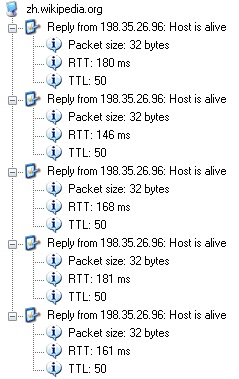 zh.wikipedia.org
Reply from 198.35.26.96: Host is alive
Packet size: 32 bytes
RTT: 180 ms
TTL: 50
Reply from 198.35.26.96: Host is alive
Packet size: 32 bytes
RTT: 146 ms
TTL: 50
Reply from 198.35.26.96: Host is alive
Packet size: 32 bytes
RTT: 168 ms
TTL: 50
Reply from 198.35.26.96: Host is alive
Packet size: 32 bytes
RTT: 181 ms
TTL: 50
Reply from 198.35.26.96: Host is alive
Packet size: 32 bytes
RTT: 161 ms
TTL: 50